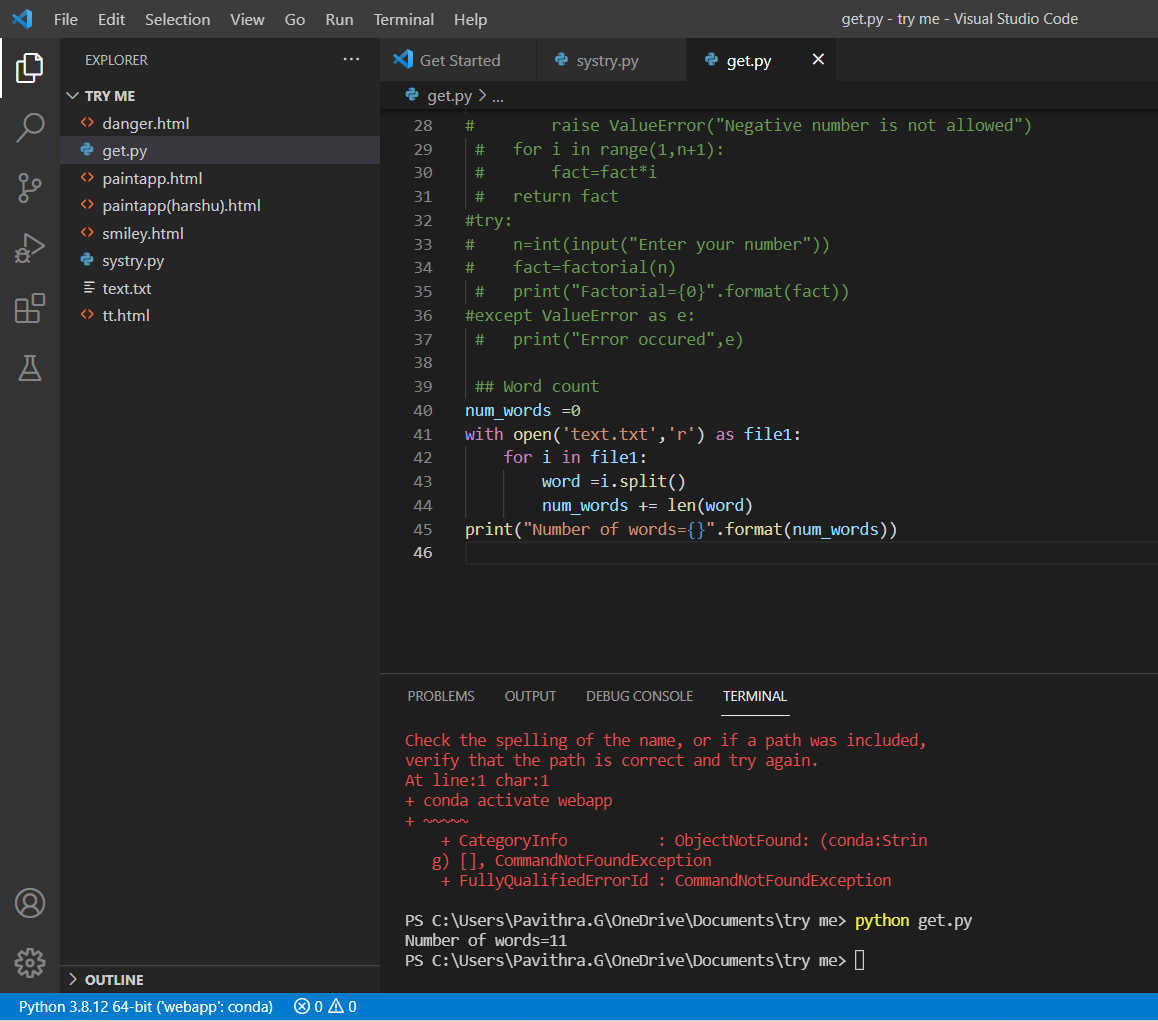 File Edit Selection View Go Run Terminal Help get.py - try me - Visual Studio Code
EXPLORER ...
TRY ME
danger.html
get.py
paintapp.html
paintapp(harshu).html
smiley.html
systry.py
text.txt
tt.html
OUTLINE
Get Started systry.py get.py
get.py > ...
28 #        raise ValueError("Negative number is not allowed")
29  #   for i in range(1,n+1):
30  #       fact=fact*i
31  #   return fact
32 #try:
33 #    n=int(input("Enter your number"))
34 #    fact=factorial(n)
35  #   print("Factorial={0}".format(fact))
36 #except ValueError as e:
37  #   print("Error occured",e)
38
39  ## Word count
40 num_words =0
41 with open('text.txt','r') as file1:
42     for i in file1:
43         word =i.split()
44         num_words += len(word)
45 print("Number of words={}".format(num_words))
46
PROBLEMS OUTPUT DEBUG CONSOLE TERMINAL
Check the spelling of the name, or if a path was included,
verify that the path is correct and try again.
At line:1 char:1
+ conda activate webapp
+ ~~~~~
    + CategoryInfo          : ObjectNotFound: (conda:Strin
   g) [], CommandNotFoundException
    + FullyQualifiedErrorId : CommandNotFoundException
PS C:\Users\Pavithra.G\OneDrive\Documents\try me> python get.py
Number of words=11
PS C:\Users\Pavithra.G\OneDrive\Documents\try me>
Python 3.8.12 64-bit ('webapp': conda) 0 0